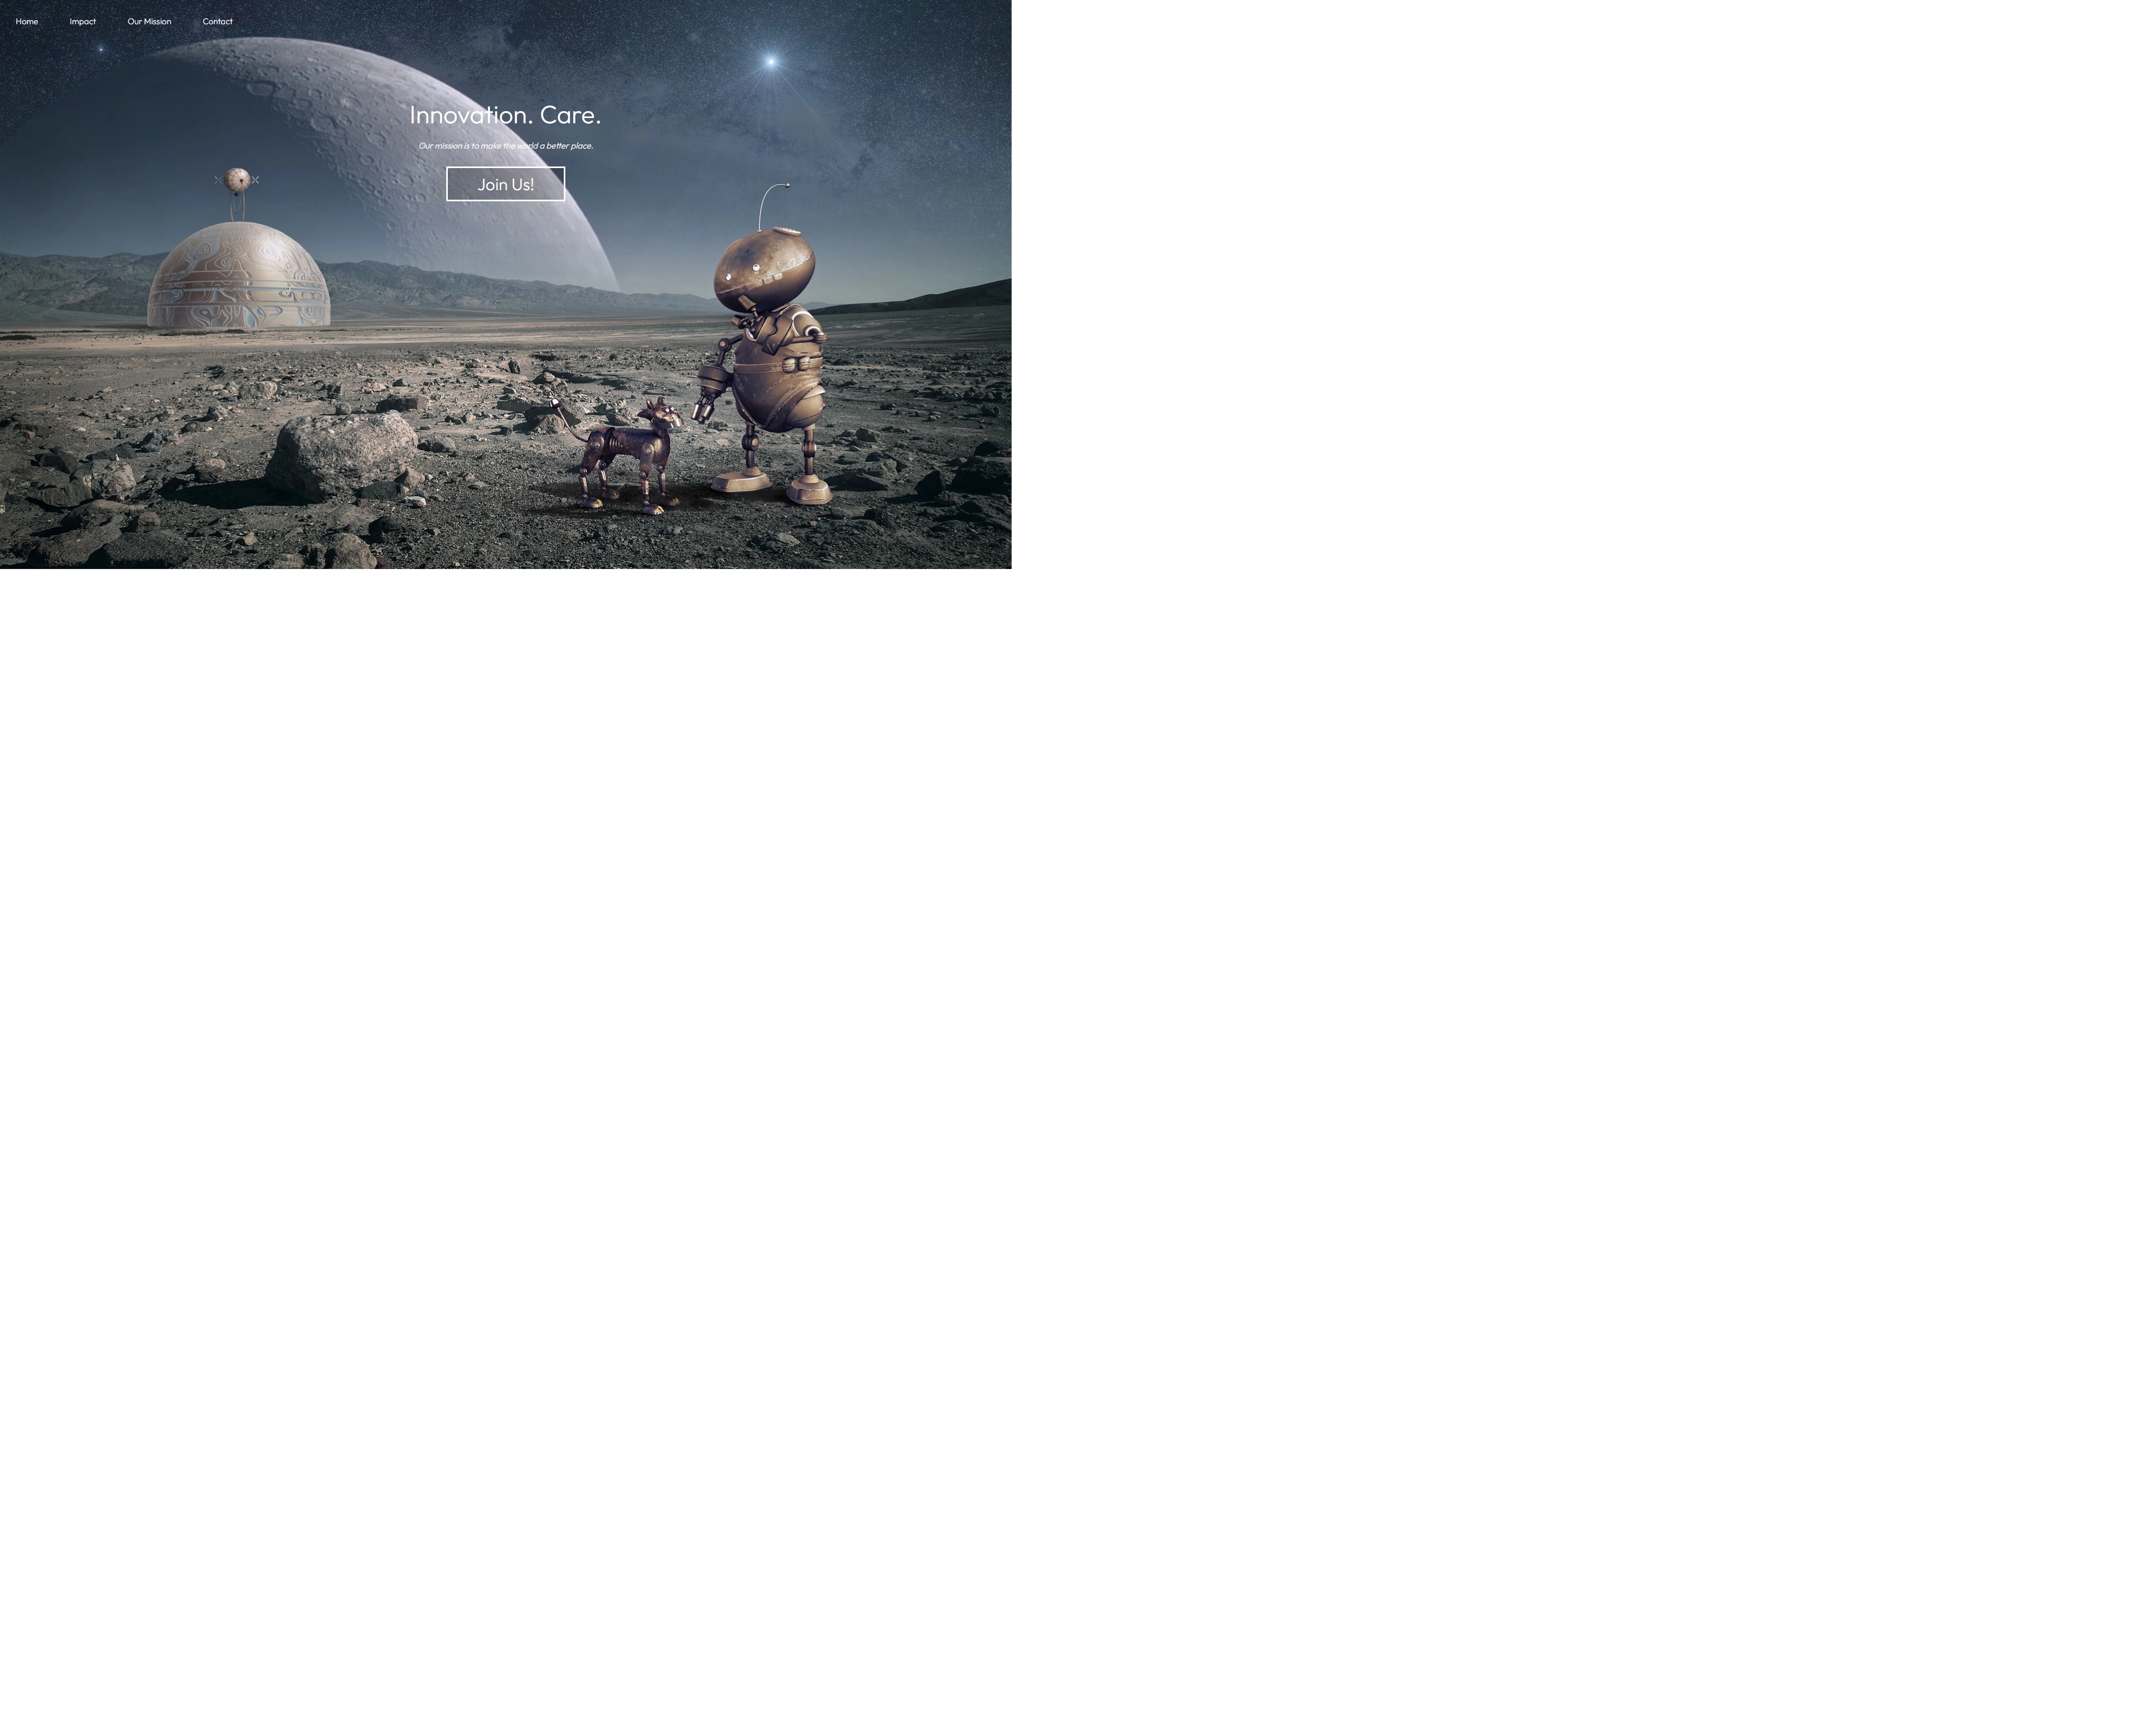 Home Impact Our Mission Contact
Innovation. Care.
Our mission is to make the world a better place.
Join Us!